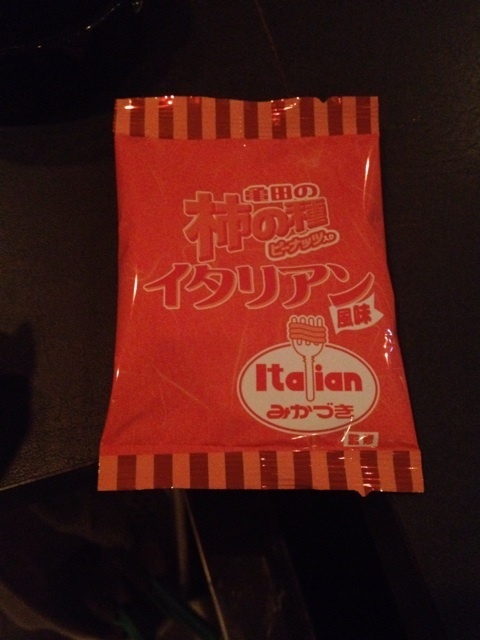 亀田の
柿の種
ピーナッツ入り
イタリアン
風味
Italian
みかづき